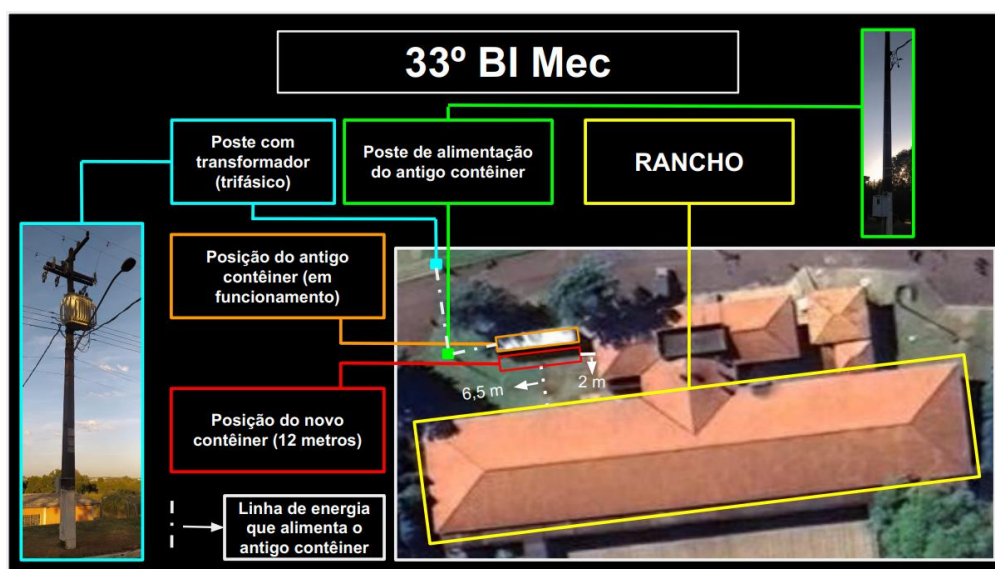 33º BI Mec
Poste com
transformador
(trifásico)
Poste de alimentação
do antigo contêiner
RANCHO
Posição do antigo
contêiner (em
funcionamento)
6,5 m
2 m
Posição do novo
contêiner (12 metros)
Linha de energia
que alimenta o
antigo contêiner